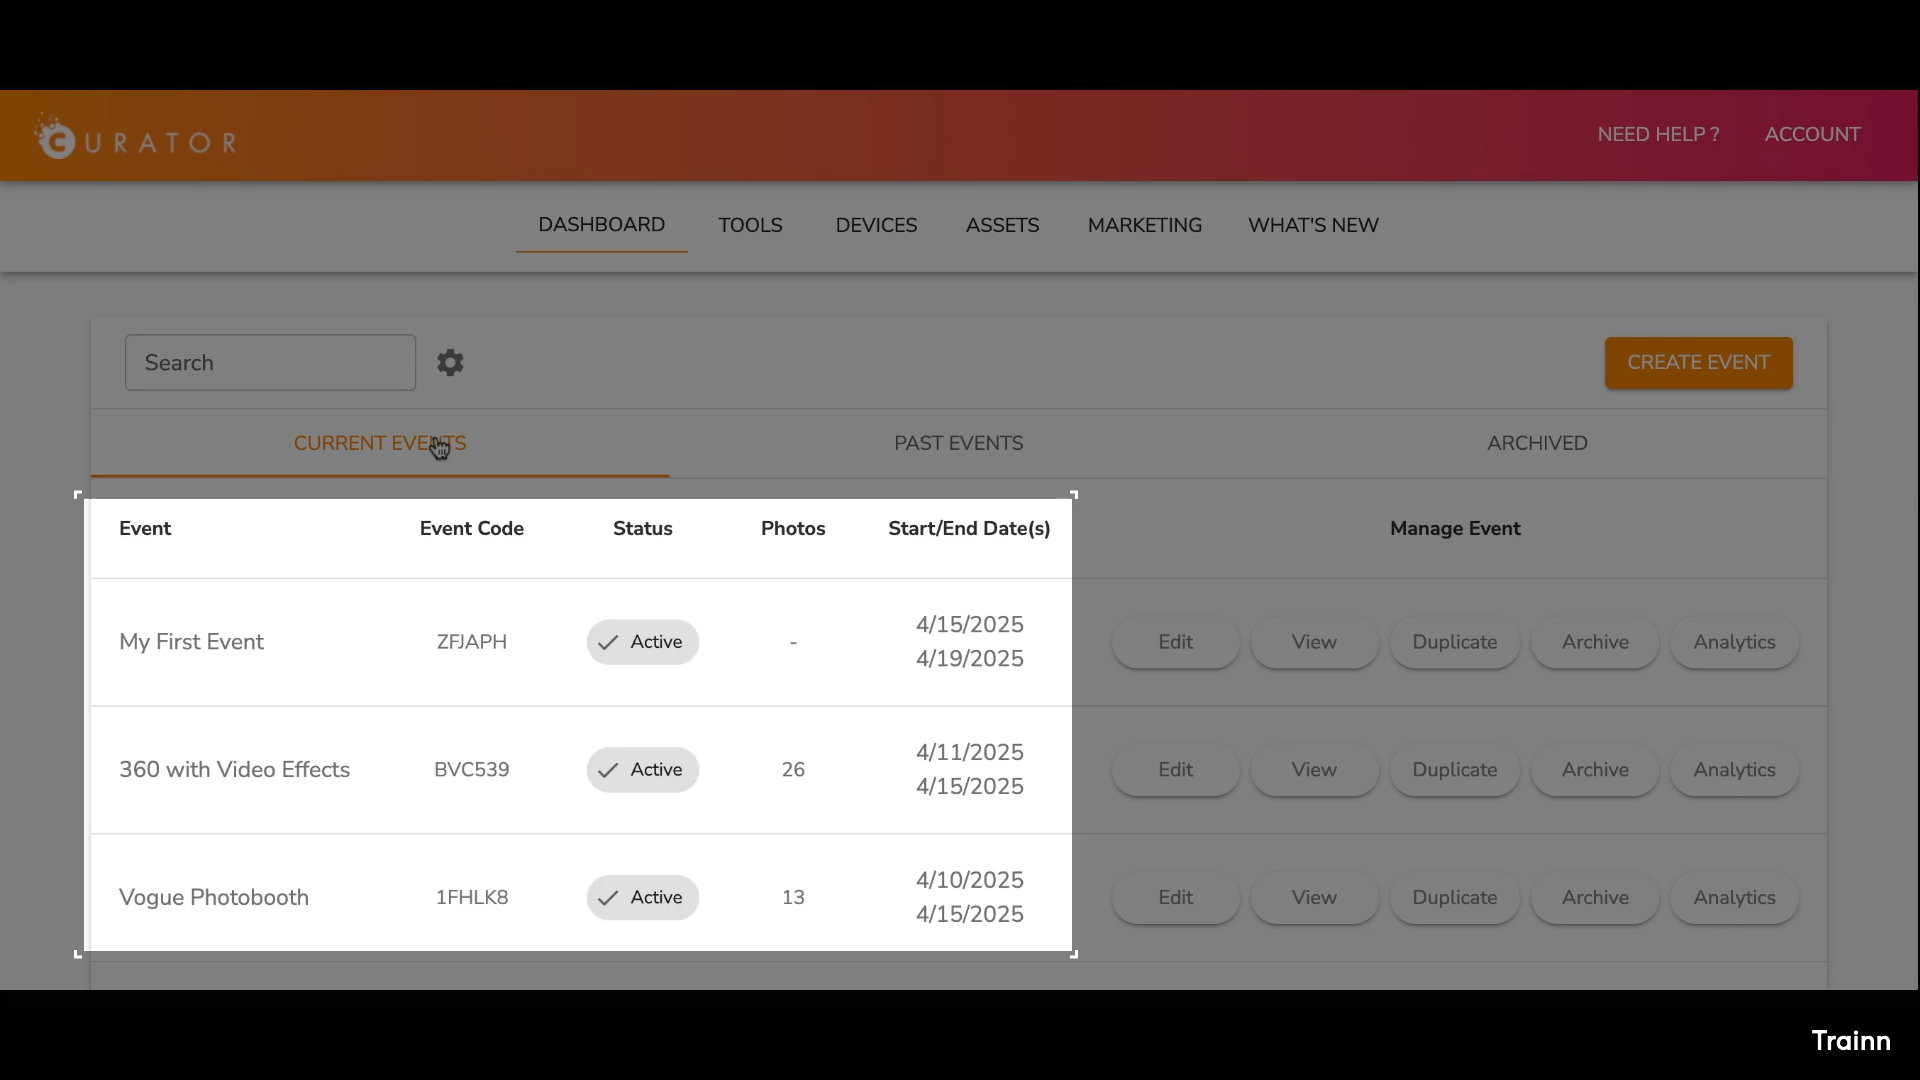 CURATOR
NEED HELP ? ACCOUNT
DASHBOARD TOOLS DEVICES ASSETS MARKETING WHAT'S NEW
Search CREATE EVENT
CURRENT EVENTS PAST EVENTS ARCHIVED
Event Event Code Status Photos Start/End Date(s) Manage Event
My First Event ZFJAPH Active - 4/15/2025 Edit View Duplicate Archive Analytics
4/19/2025
360 with Video Effects BVC539 Active 26 4/11/2025 Edit View Duplicate Archive Analytics
4/15/2025
Vogue Photobooth 1FHLK8 Active 13 4/10/2025 Edit View Duplicate Archive Analytics
4/15/2025
Trainn